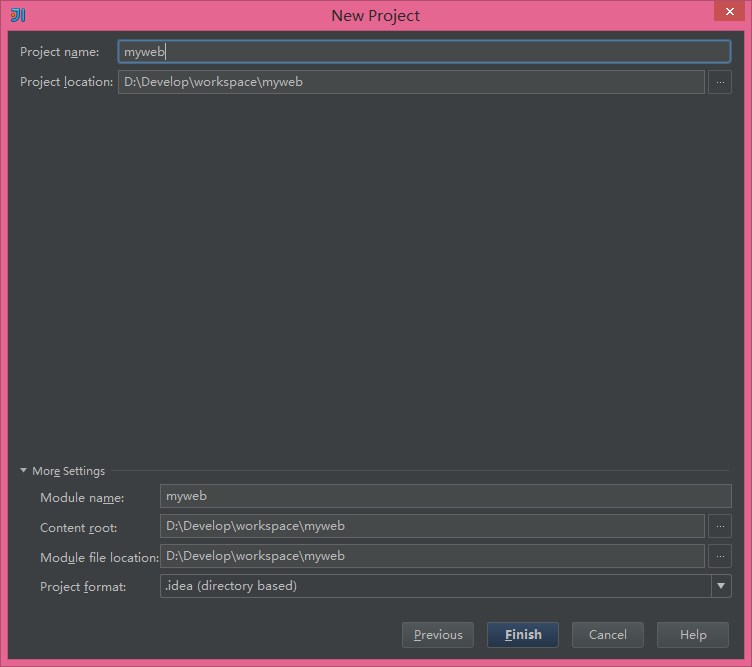 New Project
Project name: myweb
Project location: D:\Develop\workspace\myweb ...
More Settings
Module name: myweb
Content root: D:\Develop\workspace\myweb ...
Module file location: D:\Develop\workspace\myweb ...
Project format: .idea (directory based)
Previous Finish Cancel Help